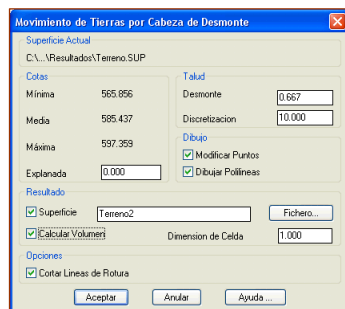 Movimiento de Tierras por Cabeza de Desmonte
Superficie Actual
C:\...\Resultados\Terreno.SUP
Cotas
Mínima 565.856
Media 585.437
Máxima 597.359
Explanada 0.000
Talud
Desmonte 0.667
Discretizacion 10.000
Dibujo
Modificar Puntos
Dibujar Polilineas
Resultado
Superficie Terreno2 Fichero...
Calcular Volumen Dimension de Celda 1.000
Opciones
Cortar Lineas de Rotura
Aceptar Anular Ayuda ...